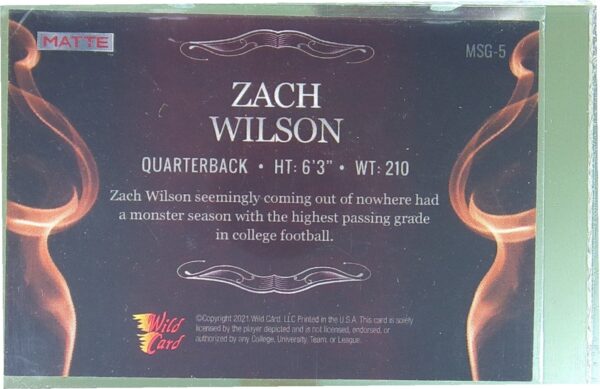 MATTE
MSG-5
ZACH
WILSON
QUARTERBACK • HT: 6'3" • WT: 210
Zach Wilson seemingly coming out of nowhere had
a monster season with the highest passing grade
in college football.
Wild
Card
©Copyright 2021 Wild Card, LLC Printed in the U.S.A. This card is solely
licensed by the player depicted and is not licensed, endorsed, or
authorized by any College, University, Team, or League.